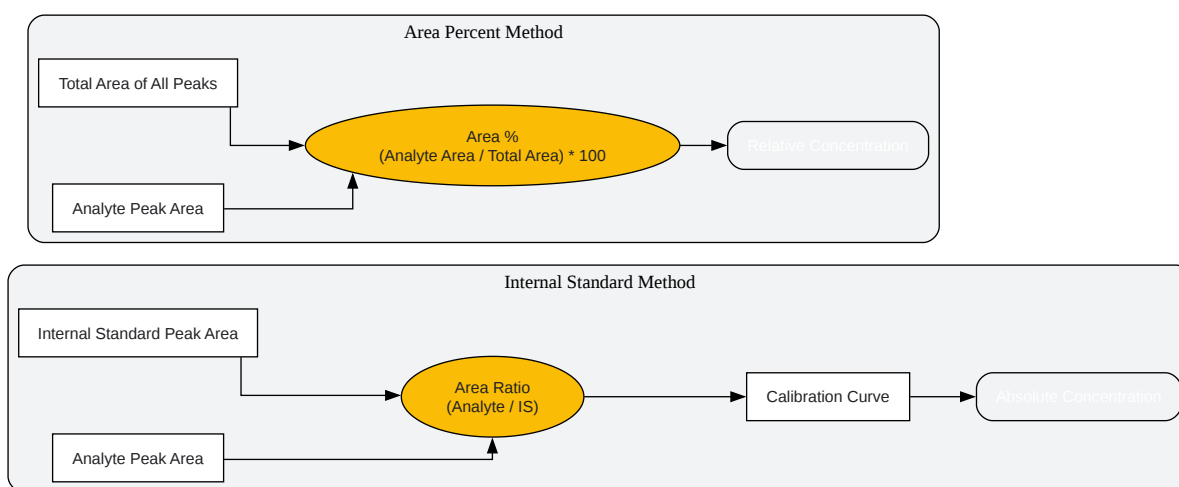 Area Percent Method
Total Area of All Peaks
Area %
(Analyte Area / Total Area) * 100
Relative Concentration
Analyte Peak Area
Internal Standard Method
Internal Standard Peak Area
Area Ratio
(Analyte / IS)
Calibration Curve
Absolute Concentration
Analyte Peak Area